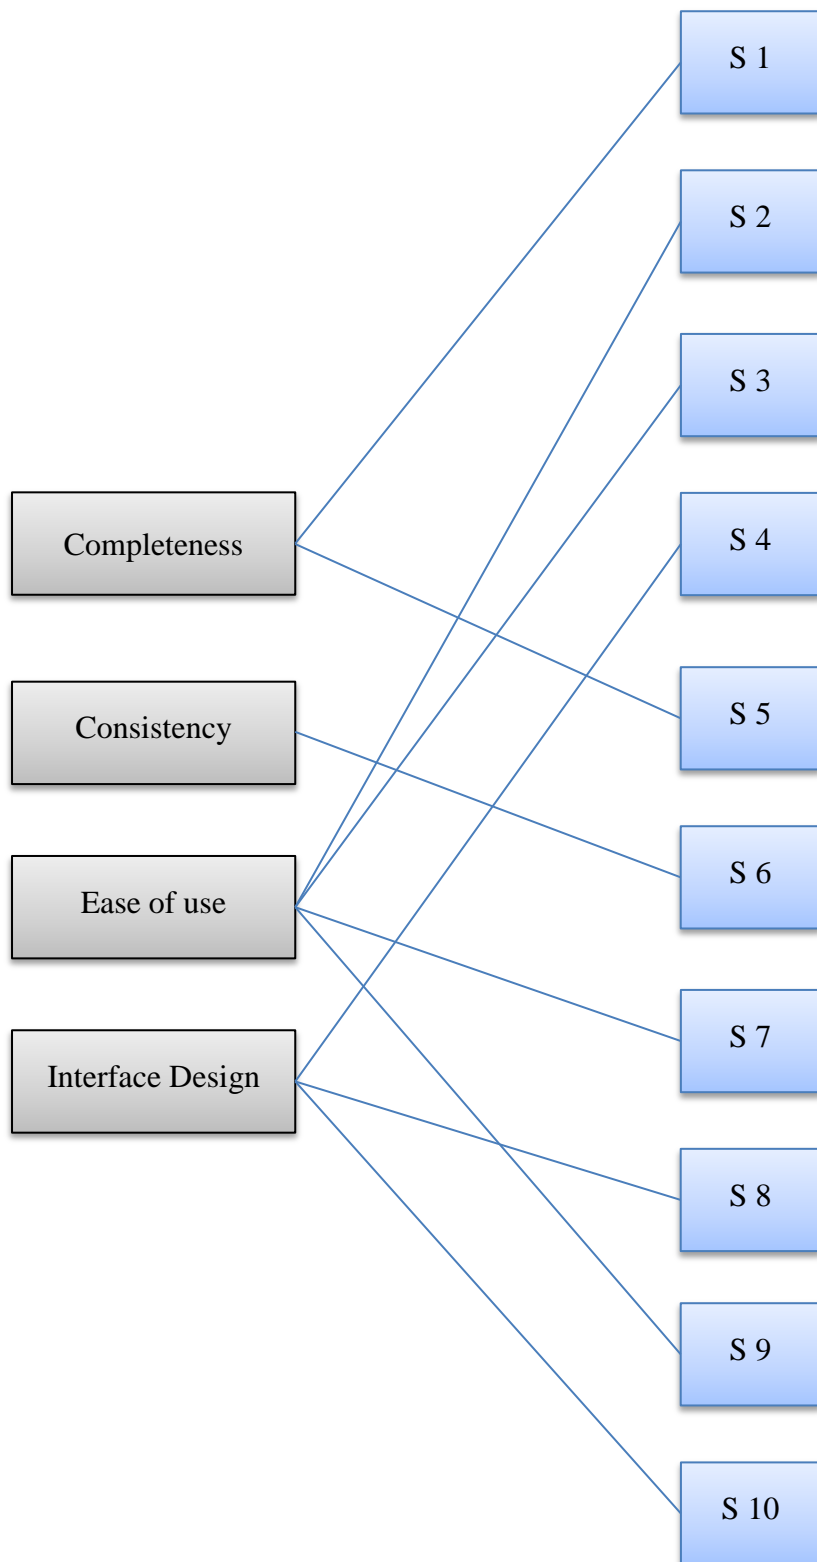 S 1
S 2
S 3
Completeness
S 4
Consistency
S 5
Ease of use
S 6
Interface Design
S 7
S 8
S 9
S 10